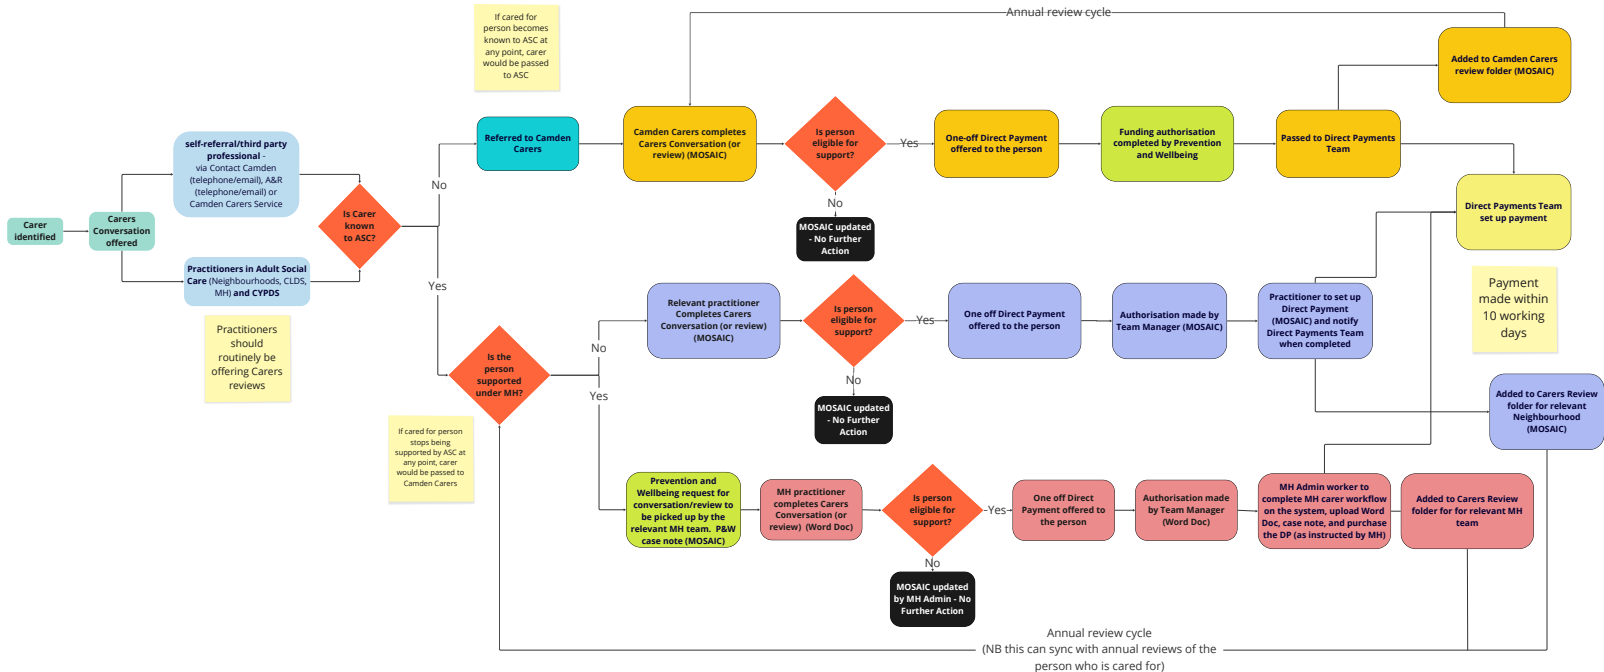 Annual review cycle
If cared for
person becomes
known to ASC at
any point, carer
would be passed
to ASC
Added to Camden Carers
review folder (MOSAIC)
self-referral/third party
professional -
via Contact Camden
(telephone/email), A&R
(telephone/email) or
Camden Carers Service
Referred to Camden
Carers
Camden Carers completes
Carers Conversation (or
review) (MOSAIC)
Is person
eligible for
support?
Yes
One-off Direct Payment
offered to the person
Funding authorisation
completed by Prevention
and Wellbeing
Passed to Direct Payments
Team
No
No
MOSAIC updated
- No Further
Action
Carer
identified
Carers
Conversation
offered
Is Carer
known
to ASC?
Direct Payments Team
set up payment
Practitioners in Adult Social
Care (Neighbourhoods, CLDS,
MH) and CYPDS
Yes
Practitioners
should
routinely be
offering Carers
reviews
Payment
made within
10 working
days
Relevant practitioner
Completes Carers
Conversation (or review)
(MOSAIC)
Is person
eligible for
support?
Yes
One off Direct Payment
offered to the person
Authorisation made by
Team Manager (MOSAIC)
Practitioner to set up
Direct Payment
(MOSAIC) and notify
Direct Payments Team
when completed
No
Is the
person
supported
under MH?
Yes
No
MOSAIC updated
- No Further
Action
Added to Carers Review
folder for relevant
Neighbourhood
(MOSAIC)
If cared for person
stops being
supported by ASC at
any point, carer
would be passed to
Camden Carers
Prevention and
Wellbeing request for
conversation/review to
be picked up by the
relevant MH team. P&W
case note (MOSAIC)
MH practitioner
completes Carers
Conversation (or
review) (Word Doc)
Is person
eligible for
support?
Yes
One off Direct
Payment offered to
the person
Authorisation made
by Team Manager
(Word Doc)
MH Admin worker to
complete MH carer workflow
on the system, upload Word
Doc, case note, and purchase
the DP (as instructed by MH)
Added to Carers Review
folder for for relevant MH
team
No
MOSAIC updated
by MH Admin - No
Further Action
Annual review cycle
(NB this can sync with annual reviews of the
person who is cared for)